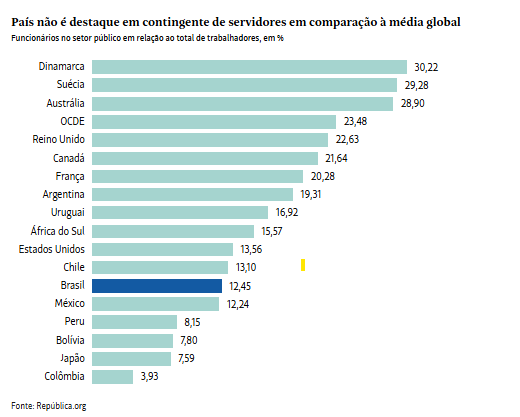 País não é destaque em contingente de servidores em comparação à média global
Funcionários no setor público em relação ao total de trabalhadores, em %
Dinamarca 30,22
Suécia 29,28
Austrália 28,90
OCDE 23,48
Reino Unido 22,63
Canadá 21,64
França 20,28
Argentina 19,31
Uruguai 16,92
África do Sul 15,57
Estados Unidos 13,56
Chile 13,10
Brasil 12,45
México 12,24
Peru 8,15
Bolívia 7,80
Japão 7,59
Colômbia 3,93
Fonte: República.org